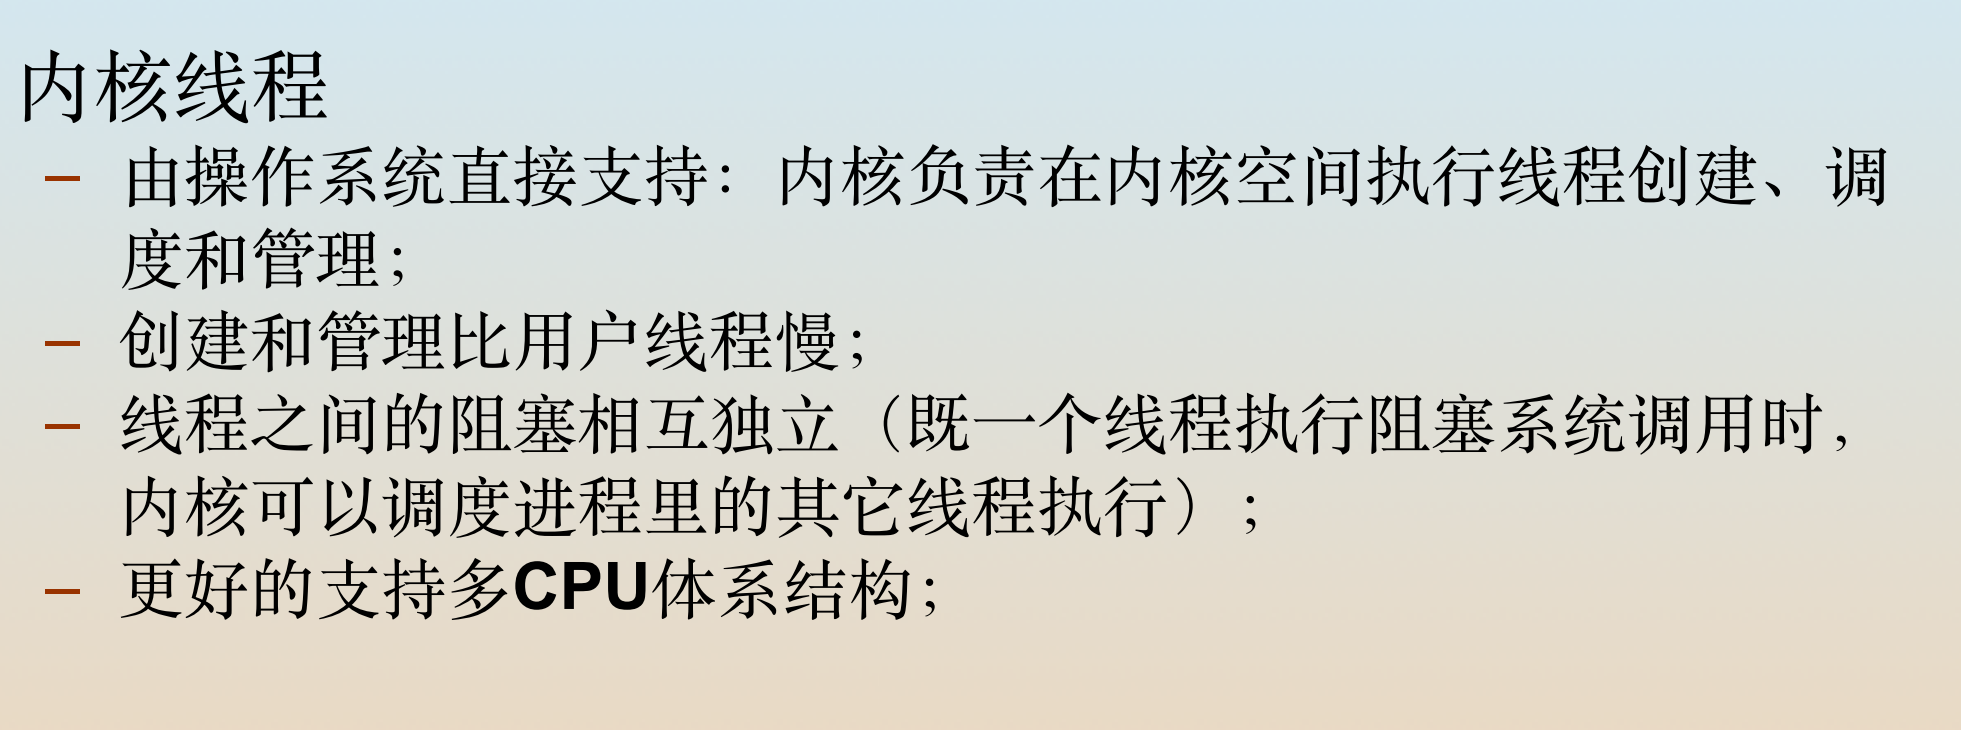 内核线程
– 由操作系统直接支持：内核负责在内核空间执行线程创建、调
度和管理；
– 创建和管理比用户线程慢；
– 线程之间的阻塞相互独立（既一个线程执行阻塞系统调用时，
内核可以调度进程里的其它线程执行）；
– 更好的支持多CPU体系结构；